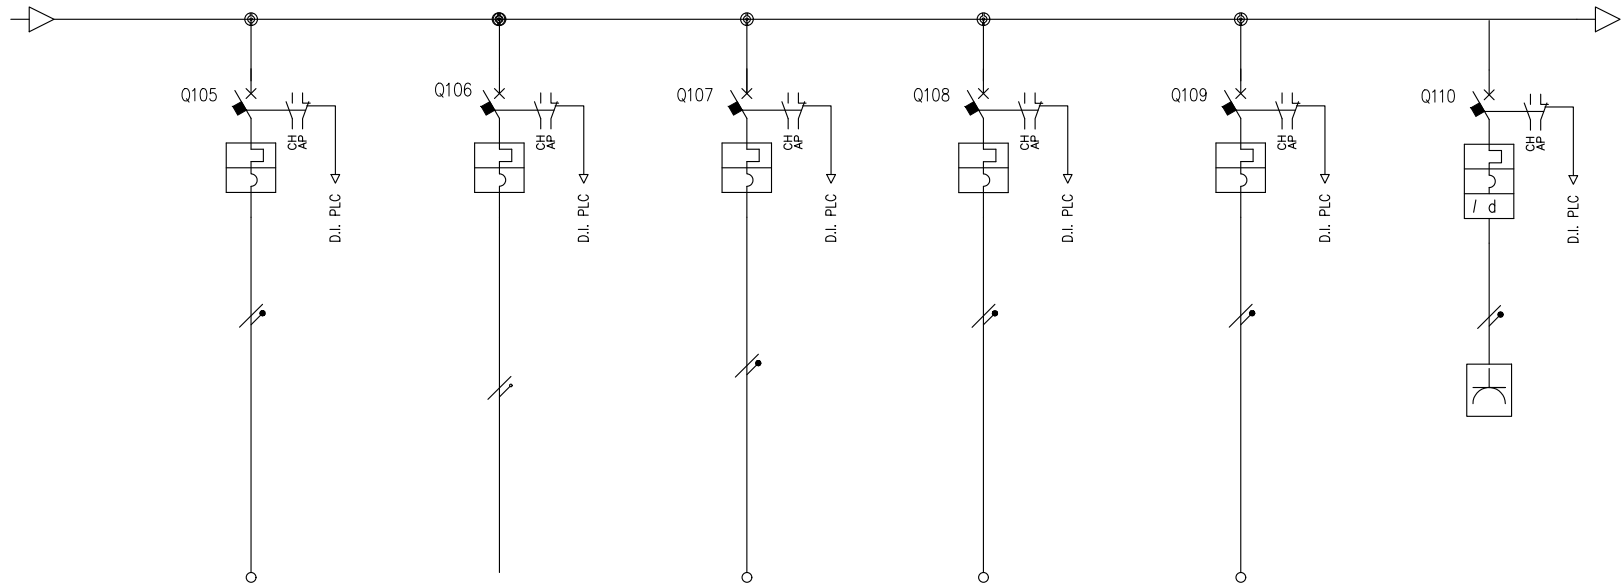 Q105
Q106
Q107
Q108
Q109
Q110
CH
AP
CH
AP
CH
AP
CH
AP
CH
AP
CH
AP
D.I. PLC
D.I. PLC
D.I. PLC
D.I. PLC
D.I. PLC
D.I. PLC
I d